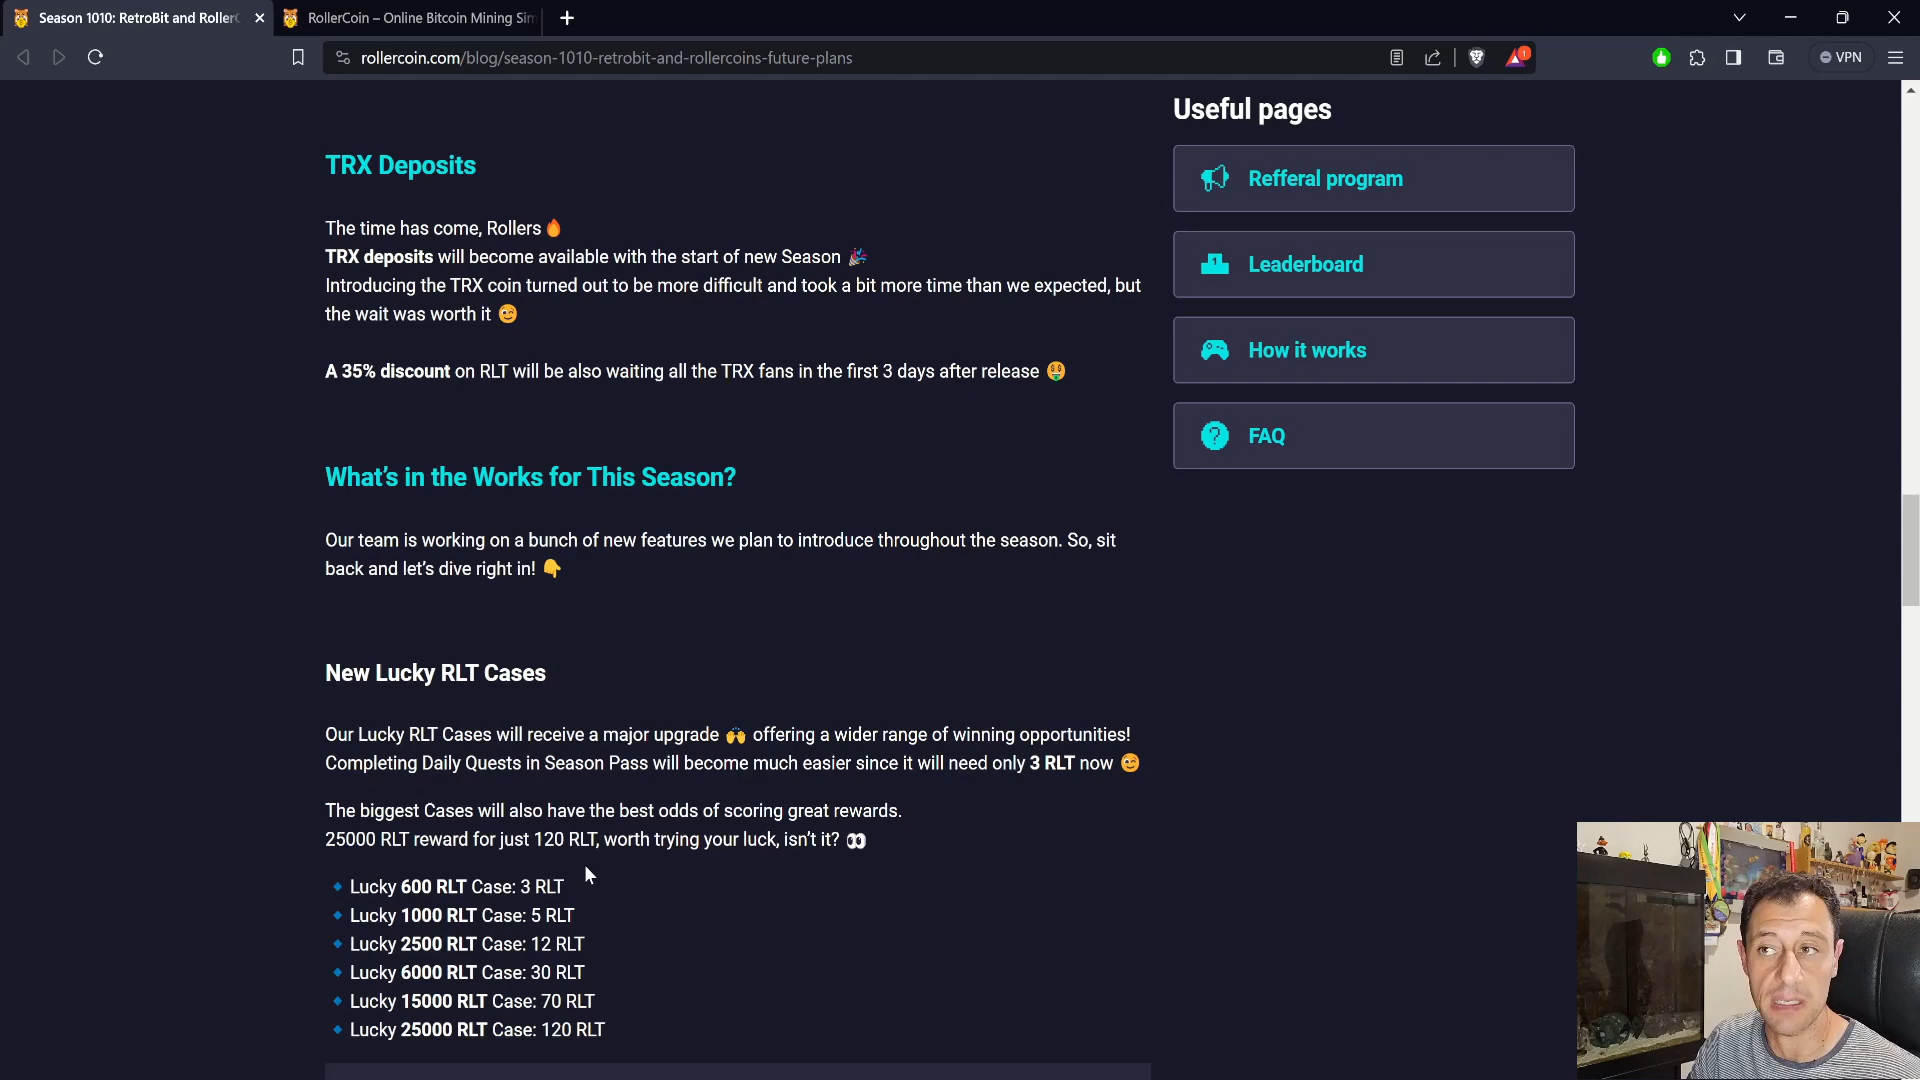 Season 1010: RetroBit and RollerC
RollerCoin – Online Bitcoin Mining Sim
rollercoin.com/blog/season-1010-retrobit-and-rollercoins-future-plans
1
VPN
TRX Deposits
The time has come, Rollers🔥
TRX deposits will become available with the start of new Season 🎉
Introducing the TRX coin turned out to be more difficult and took a bit more time than we expected, but
the wait was worth it 😉
A 35% discount on RLT will be also waiting all the TRX fans in the first 3 days after release 🤑
What's in the Works for This Season?
Our team is working on a bunch of new features we plan to introduce throughout the season. So, sit
back and let's dive right in! 👇
New Lucky RLT Cases
Our Lucky RLT Cases will receive a major upgrade 🙌 offering a wider range of winning opportunities!
Completing Daily Quests in Season Pass will become much easier since it will need only 3 RLT now 😉
The biggest Cases will also have the best odds of scoring great rewards.
25000 RLT reward for just 120 RLT, worth trying your luck, isn't it? 👀
🔹Lucky 600 RLT Case: 3 RLT
🔹Lucky 1000 RLT Case: 5 RLT
🔹Lucky 2500 RLT Case: 12 RLT
🔹Lucky 6000 RLT Case: 30 RLT
🔹Lucky 15000 RLT Case: 70 RLT
🔹Lucky 25000 RLT Case: 120 RLT
Useful pages
Refferal program
Leaderboard
How it works
FAQ